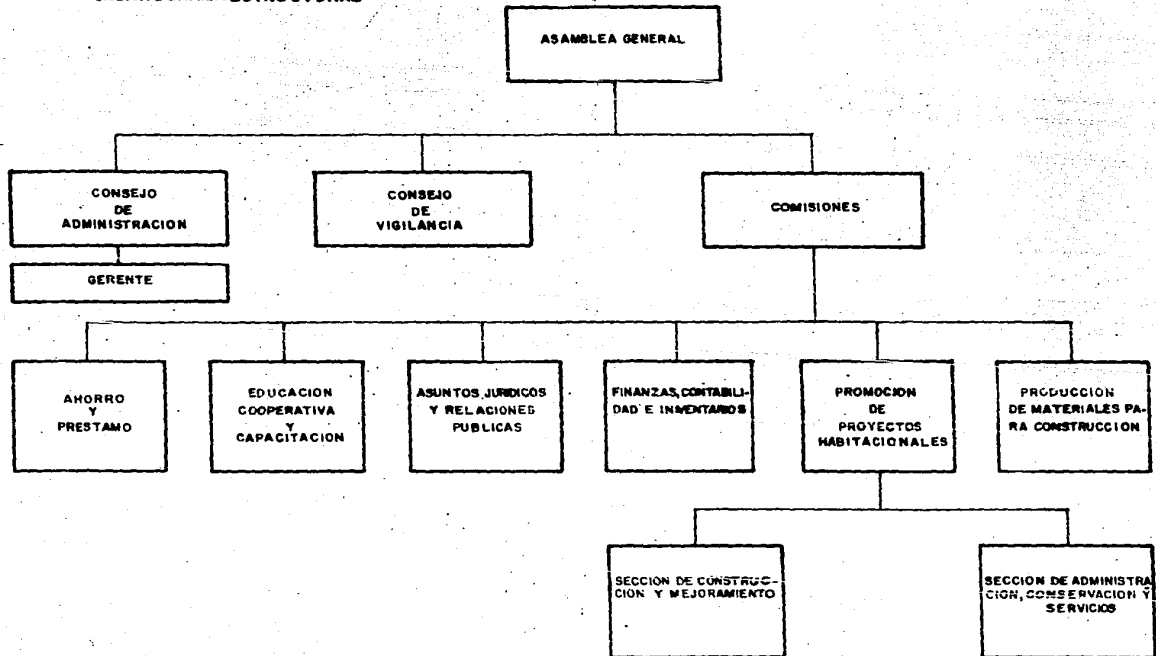 ASAMBLEA GENERAL
CONSEJO
DE
ADMINISTRACION
CONSEJO
DE
VIGILANCIA
COMISIONES
GERENTE
AHORRO
Y
PRESTAMO
EDUCACION
COOPERATIVA
Y
CAPACITACION
ASUNTOS JURIDICOS
Y RELACIONES
PUBLICAS
FINANZAS, CONTABILI-
DAD E INVENTARIOS
PROMOCION
DE
PROYECTOS
HABITACIONALES
PRODUCCION
DE MATERIALES PA-
RA CONSTRUCCION
SECCION DE CONSTRUC-
CION Y MEJORAMIENTO
SECCION DE ADMINISTRA
CION, CONSERVACION Y
SERVICIOS